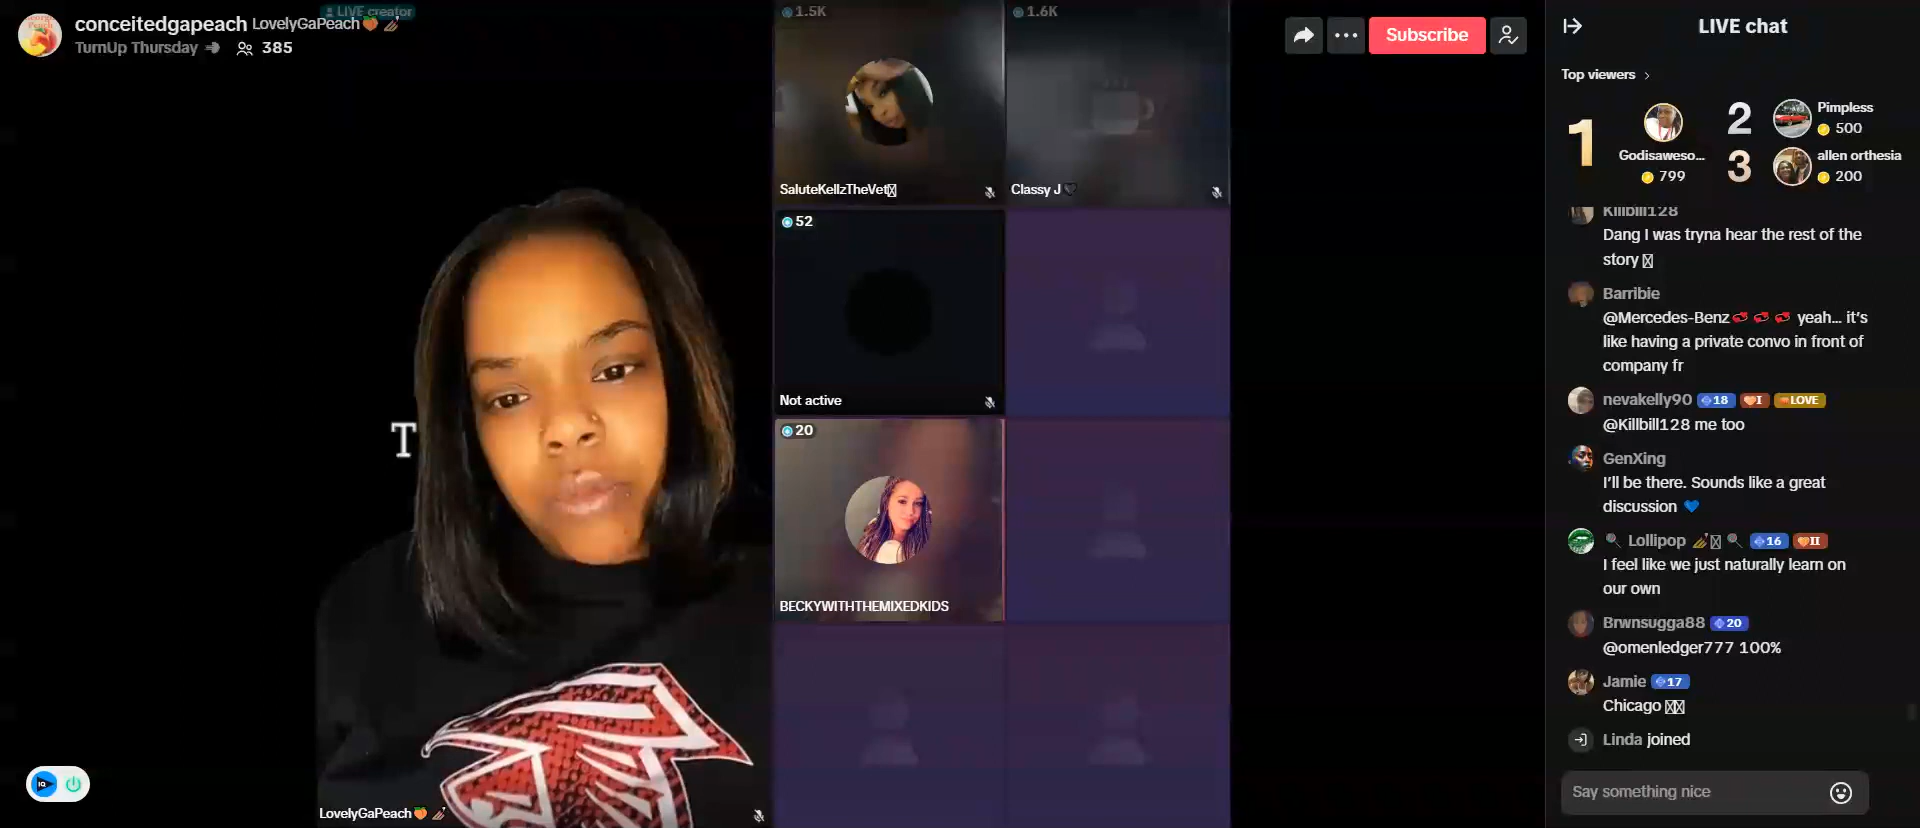 conceitedgapeach LovelyGaPeach🍑💅🏾
TurnUp Thursday 385
LIVE creator
1.5K
1.6K
SaluteKellzTheVet
Classy J🖤
52
Not active
20
BECKYWITHTHEMIXEDKIDS
T
LovelyGaPeach🍑💅🏾
IQ
Subscribe
LIVE chat
Top viewers >
1
Godisaweso...
799
2
Pimpless
500
3
allen orthesia
200
Killbill128
Dang I was tryna hear the rest of the
story
Barribie
@Mercedes-Benz💞💞💞 yeah... it's
like having a private convo in front of
company fr
nevakelly90 18 I LOVE
@Killbill128 me too
GenXing
I'll be there. Sounds like a great
discussion 💙
🍭 Lollipop 💅🏾 🍭 16 II
I feel like we just naturally learn on
our own
Brwnsugga88 20
@omenledger777 100%
Jamie 17
Chicago
Linda joined
Say something nice